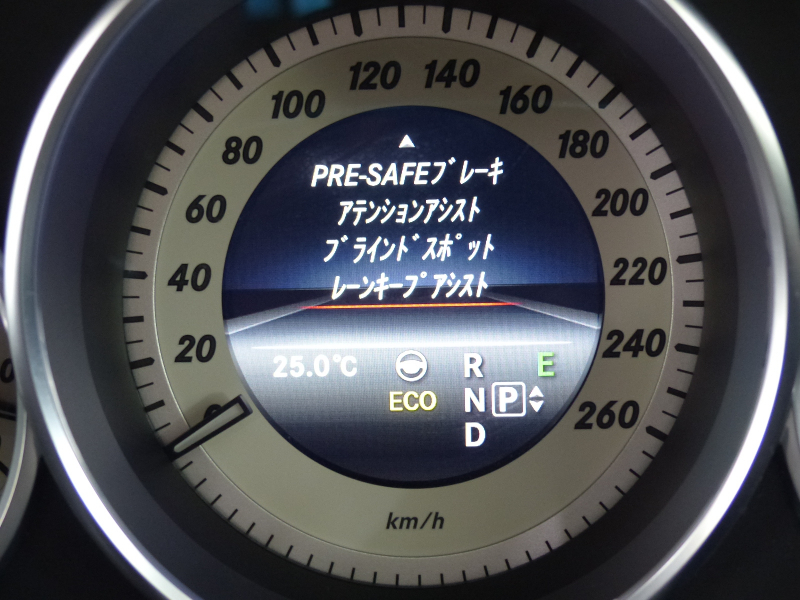 120 140
100 160
80 180
60 200
40 220
20 240
0 260
PRE-SAFEブレーキ
アテンションアシスト
ブラインドスポット
レーンキープアシスト
25.0℃ R E
ECO N P
D
km/h